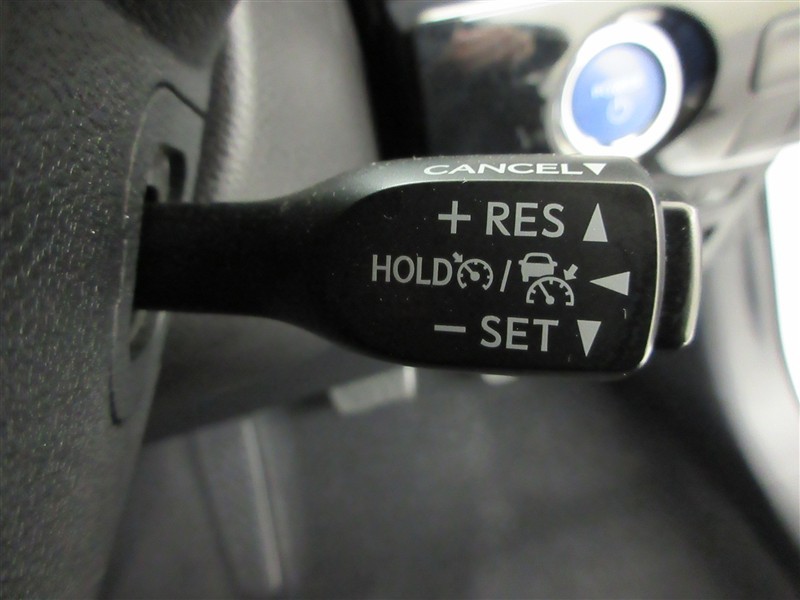 CANCEL▼
+ RES ▲
HOLD / ◀
− SET ▼